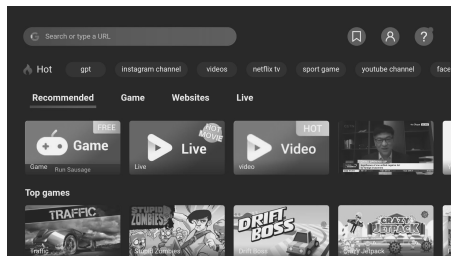 Search or type a URL
?
Hot gpt instagram channel videos netflix tv sport game youtube channel face
Recommended Game Websites Live
FREE
Game
Game Run Sausage
HOT MOVIE
Live
Live
HOT
Video
video
Top games
TRAFFIC
Traffic
STUPID ZOMBIES
Stupid Zombies
DRIFT BOSS
Drift Boss
CRAZY JETPACK
Crazy Jetpack